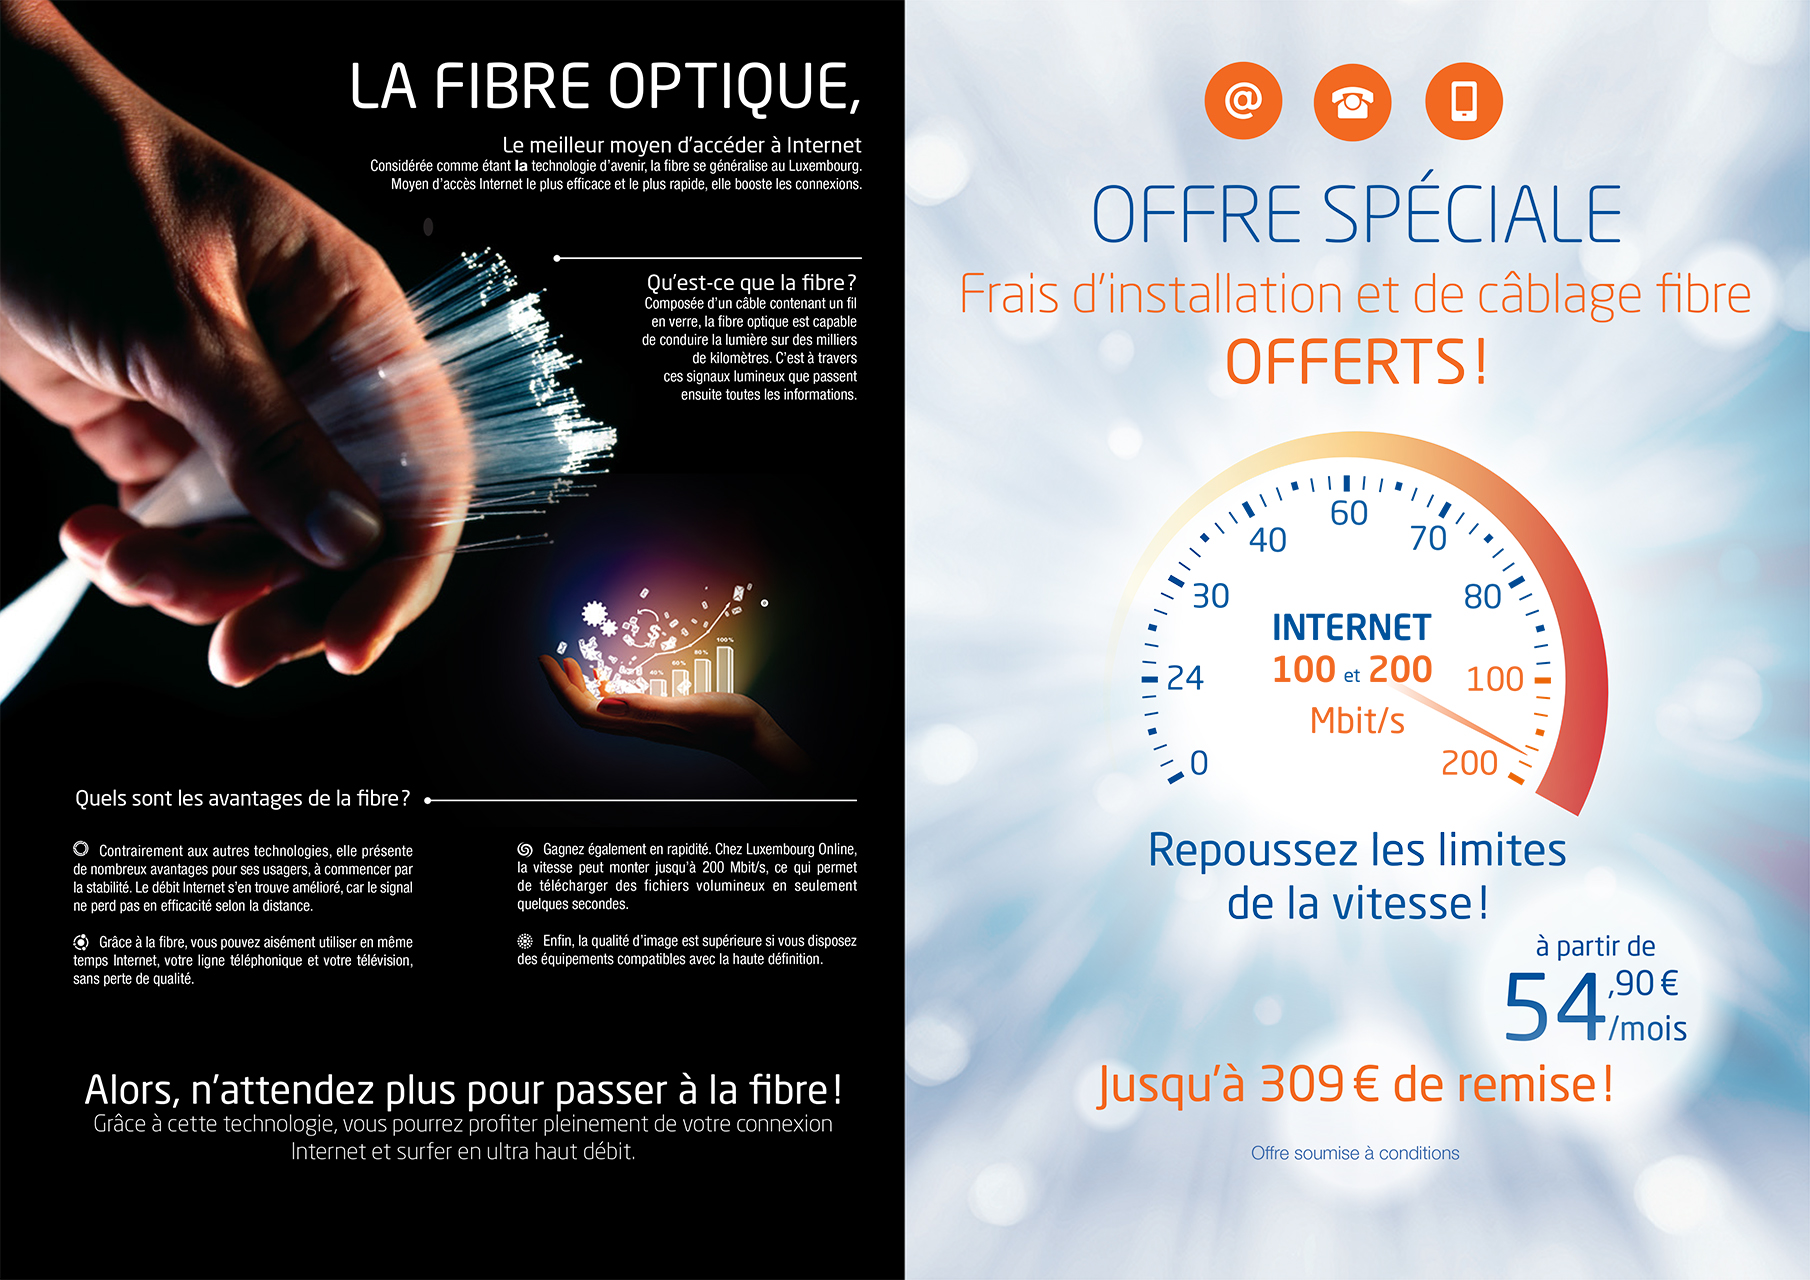 LA FIBRE OPTIQUE,
Le meilleur moyen d'accéder à Internet
Considérée comme étant la technologie d'avenir, la fibre se généralise au Luxembourg.
Moyen d'accès Internet le plus efficace et le plus rapide, elle booste les connexions.
Qu'est-ce que la fibre ?
Composée d'un câble contenant un fil
en verre, la fibre optique est capable
de conduire la lumière sur des milliers
de kilomètres. C'est à travers
ces signaux lumineux que passent
ensuite toutes les informations.
40%
60%
80%
100%
Quels sont les avantages de la fibre ?
Contrairement aux autres technologies, elle présente
de nombreux avantages pour ses usagers, à commencer par
la stabilité. Le débit Internet s'en trouve amélioré, car le signal
ne perd pas en efficacité selon la distance.
Grâce à la fibre, vous pouvez aisément utiliser en même
temps Internet, votre ligne téléphonique et votre télévision,
sans perte de qualité.
Gagnez également en rapidité. Chez Luxembourg Online,
la vitesse peut monter jusqu'à 200 Mbit/s, ce qui permet
de télécharger des fichiers volumineux en seulement
quelques secondes.
Enfin, la qualité d'image est supérieure si vous disposez
des équipements compatibles avec la haute définition.
Alors, n'attendez plus pour passer à la fibre !
Grâce à cette technologie, vous pourrez profiter pleinement de votre connexion
Internet et surfer en ultra haut débit.
@
OFFRE SPÉCIALE
Frais d'installation et de câblage fibre
OFFERTS !
0
24
30
40
60
70
80
100
200
INTERNET
100 et 200
Mbit/s
Repoussez les limites
de la vitesse !
à partir de
54,90 €
/mois
Jusqu'à 309 € de remise !
Offre soumise à conditions